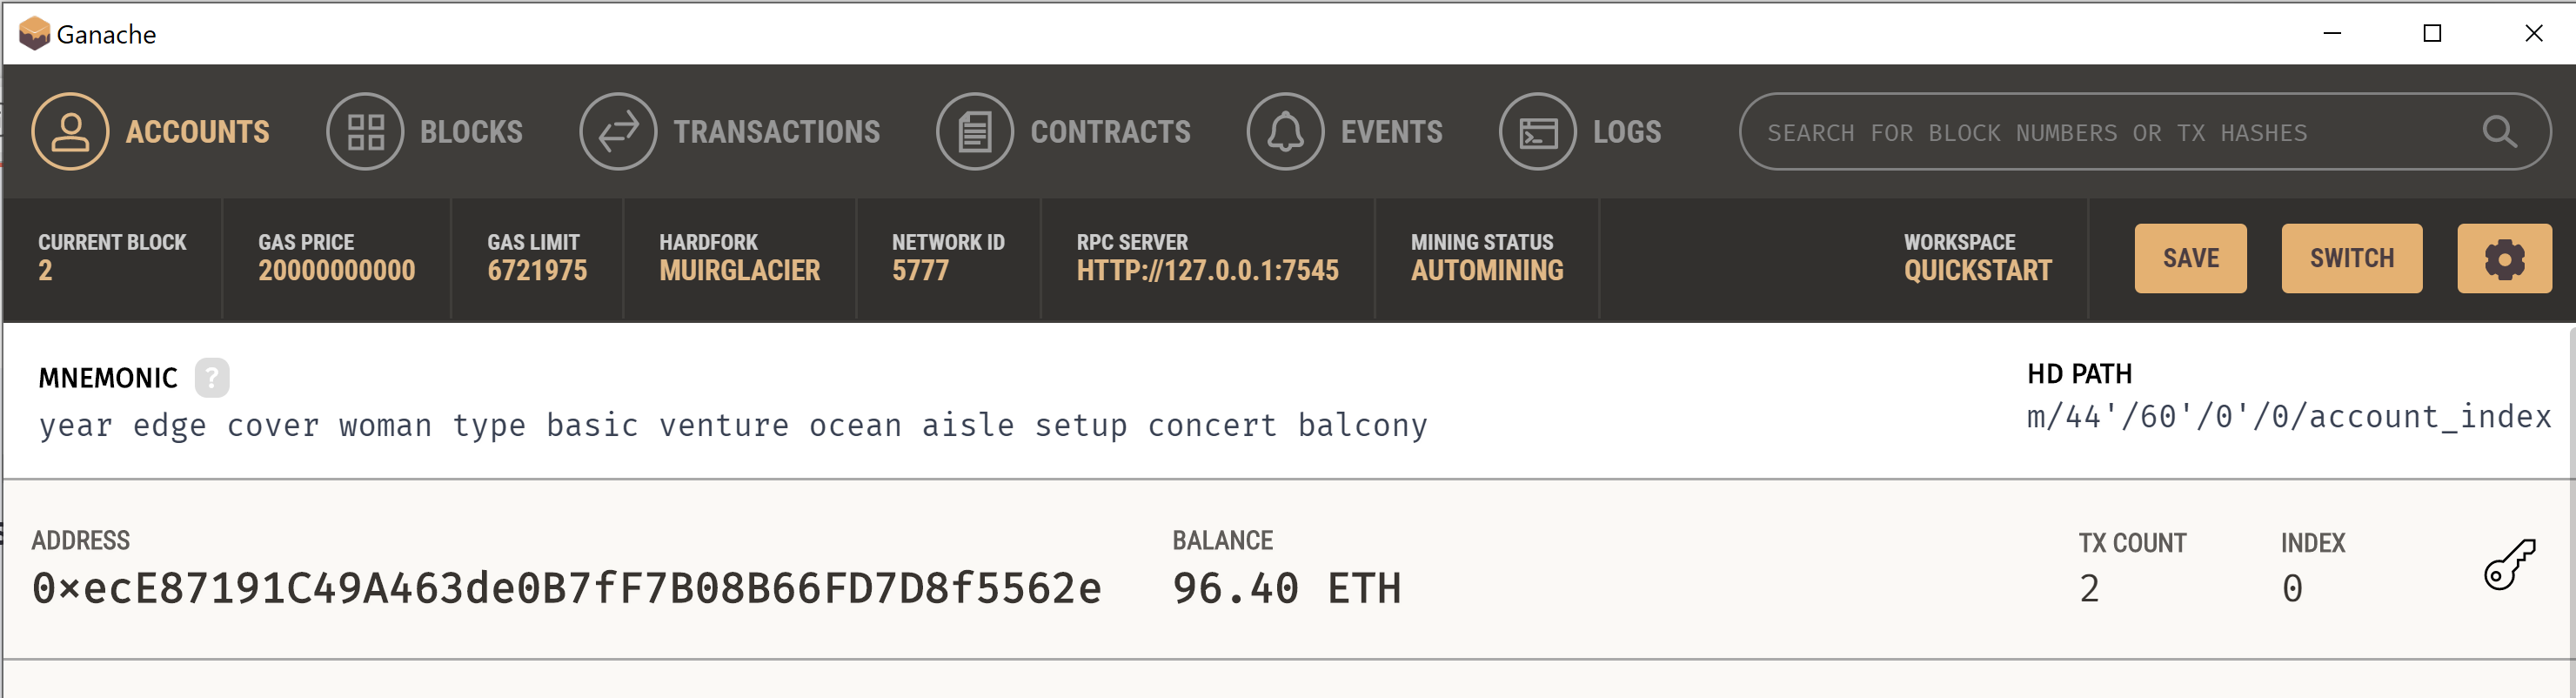 Ganache
ACCOUNTS BLOCKS TRANSACTIONS CONTRACTS EVENTS LOGS SEARCH FOR BLOCK NUMBERS OR TX HASHES
CURRENT BLOCK GAS PRICE GAS LIMIT HARDFORK NETWORK ID RPC SERVER MINING STATUS WORKSPACE
2 20000000000 6721975 MUIRGLACIER 5777 HTTP://127.0.0.1:7545 AUTOMINING QUICKSTART SAVE SWITCH
MNEMONIC ? HD PATH
year edge cover woman type basic venture ocean aisle setup concert balcony m/44'/60'/0'/0/account_index
ADDRESS BALANCE TX COUNT INDEX
0×ecE87191C49A463de0B7fF7B08B66FD7D8f5562e 96.40 ETH 2 0